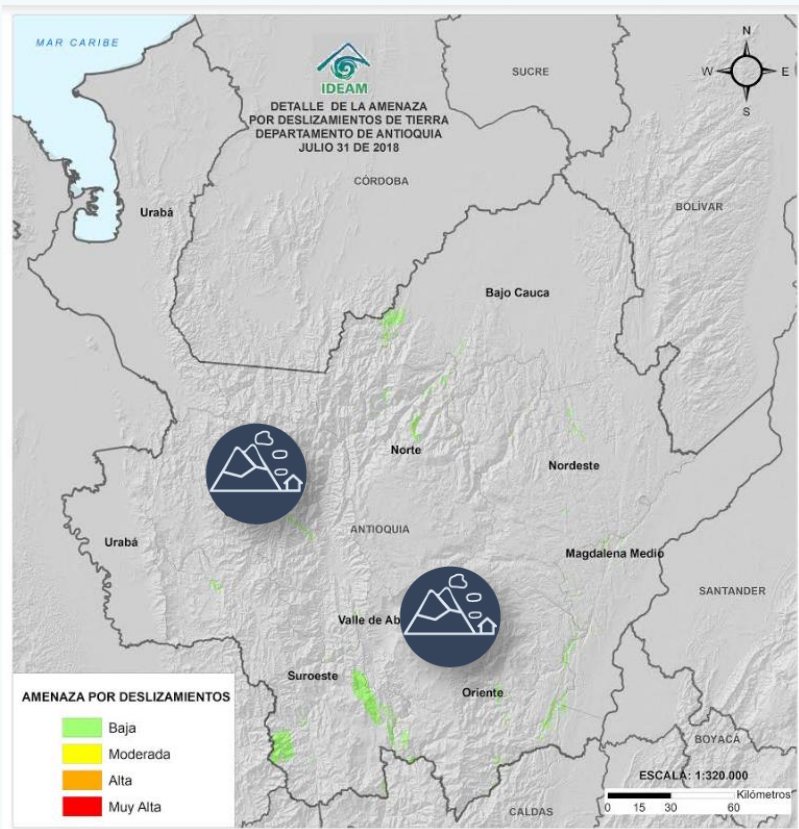 MAR CARIBE
IDEAM
DETALLE DE LA AMENAZA
POR DESLIZAMIENTOS DE TIERRA
DEPARTAMENTO DE ANTIOQUIA
JULIO 31 DE 2018
N
W
E
S
SUCRE
CÓRDOBA
BOLÍVAR
Urabá
Bajo Cauca
Norte
Nordeste
ANTIOQUIA
Urabá
Magdalena Medio
SANTANDER
Valle de Ab
Suroeste
Oriente
BOYACÁ
CALDAS
AMENAZA POR DESLIZAMIENTOS
Baja
Moderada
Alta
Muy Alta
ESCALA: 1:320.000
Kilómetros
0 15 30 60